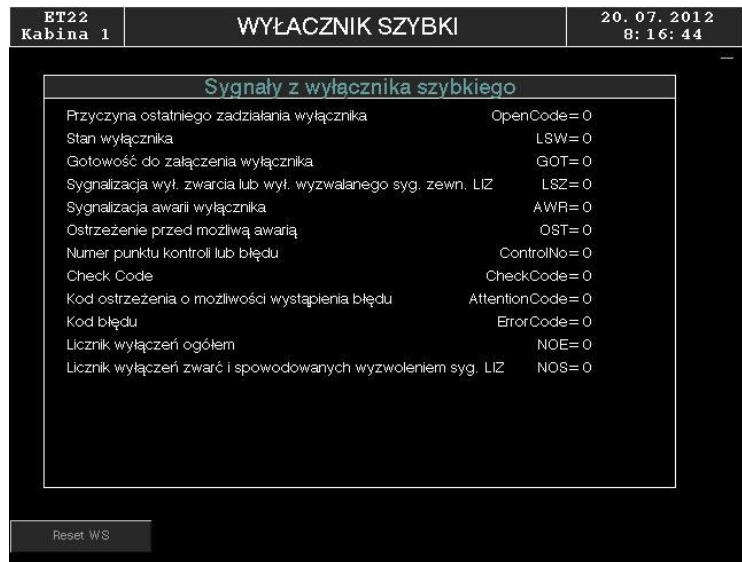 ET22
Kabina 1
WYŁACZNIK SZYBKI
20. 07. 2012
8: 16: 44
Sygnały z wyłącznika szybkiego
Przyczyna ostatniego zadziałania wyłącznika OpenCode= 0
Stan wyłącznika LSW= 0
Gotowość do załączenia wyłącznika GOT= 0
Sygnalizacja wył. zwarcia lub wył. wyzwalanego syg. zewn. LIZ LSZ= 0
Sygnalizacja awarii wyłącznika AWR= 0
Ostrzeżenie przed możliwą awarią OST= 0
Numer punktu kontroli lub błędu ControlNo= 0
Check Code CheckCode= 0
Kod ostrzeżenia o możliwości wystąpienia błędu AttentionCode= 0
Kod błędu ErrorCode= 0
Licznik wyłączeń ogółem NOE= 0
Licznik wyłączeń zwarć i spowodowanych wyzwoleniem syg. LIZ NOS= 0
Reset WS